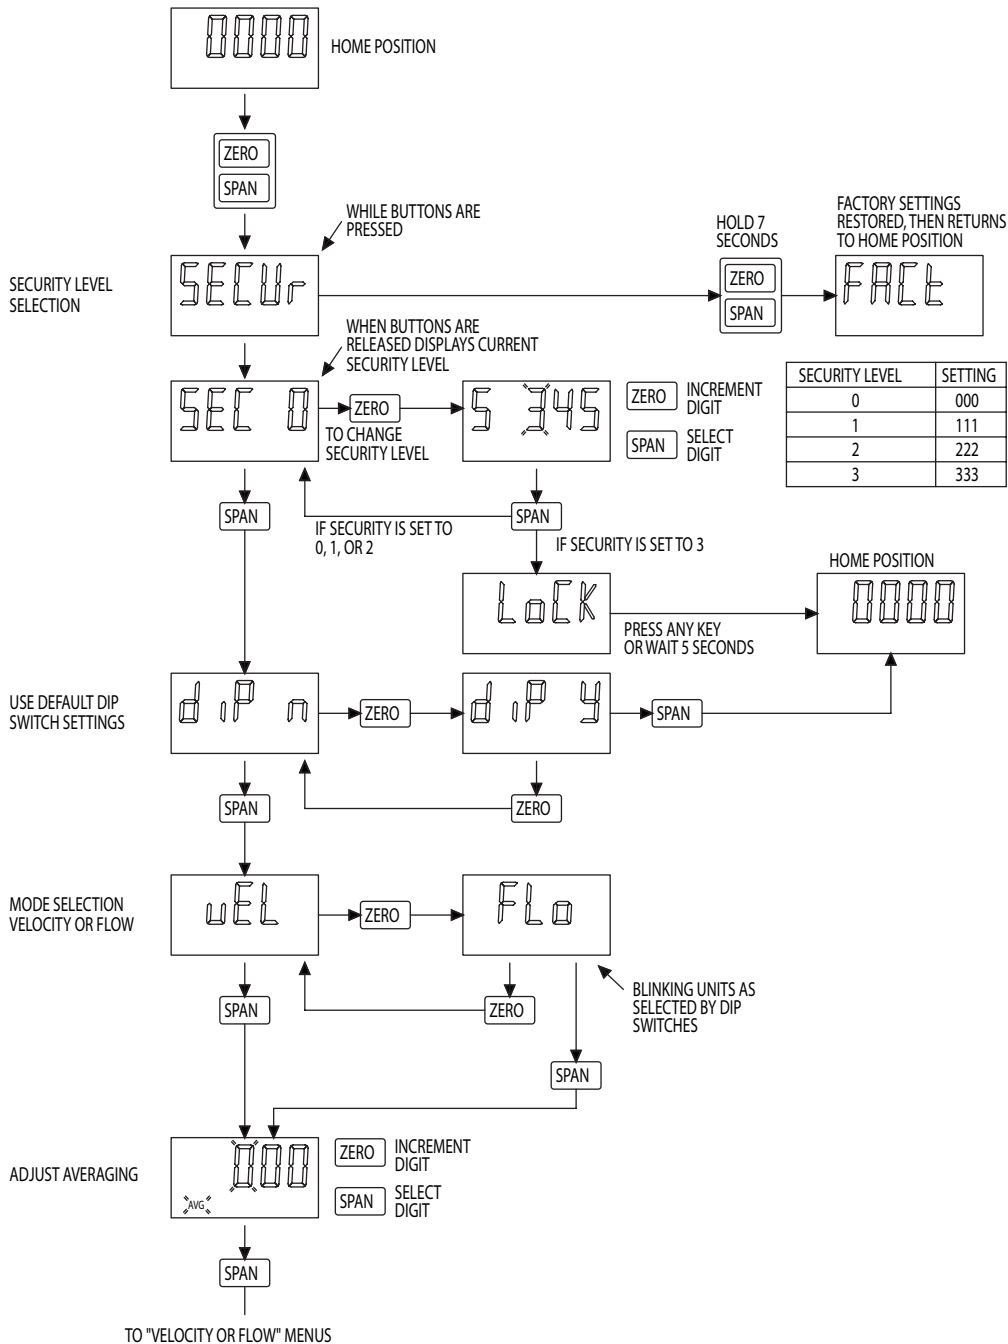 0000
HOME POSITION
ZERO
SPAN
WHILE BUTTONS ARE
PRESSED
HOLD 7
SECONDS
FACTORY SETTINGS
RESTORED, THEN RETURNS
TO HOME POSITION
SECURITY LEVEL
SELECTION
SECUr
ZERO
SPAN
FACt
WHEN BUTTONS ARE
RELEASED DISPLAYS CURRENT
SECURITY LEVEL
SEC 0
ZERO
TO CHANGE
SECURITY LEVEL
S 345
ZERO
INCREMENT
DIGIT
SPAN
SELECT
DIGIT
SECURITY LEVEL SETTING
0 000
1 111
2 222
3 333
SPAN
IF SECURITY IS SET TO
0, 1, OR 2
SPAN
IF SECURITY IS SET TO 3
LoCK
PRESS ANY KEY
OR WAIT 5 SECONDS
HOME POSITION
0000
USE DEFAULT DIP
SWITCH SETTINGS
diP n
ZERO
diP Y
SPAN
SPAN
ZERO
MODE SELECTION
VELOCITY OR FLOW
uEL
ZERO
FLo
SPAN
ZERO
BLINKING UNITS AS
SELECTED BY DIP
SWITCHES
SPAN
ADJUST AVERAGING
000
AVG
ZERO
INCREMENT
DIGIT
SPAN
SELECT
DIGIT
SPAN
TO "VELOCITY OR FLOW" MENUS